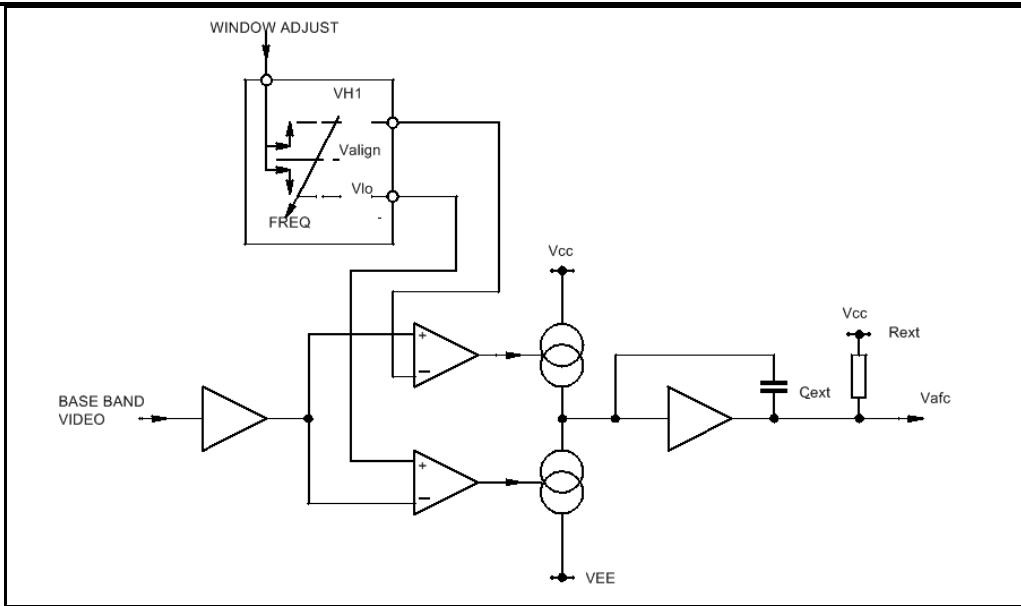 WINDOW ADJUST
VH1
Valign
Vlo
FREQ
Vcc
Vcc
Rext
+
−
Cext
Vafc
BASE BAND
VIDEO
+
−
VEE